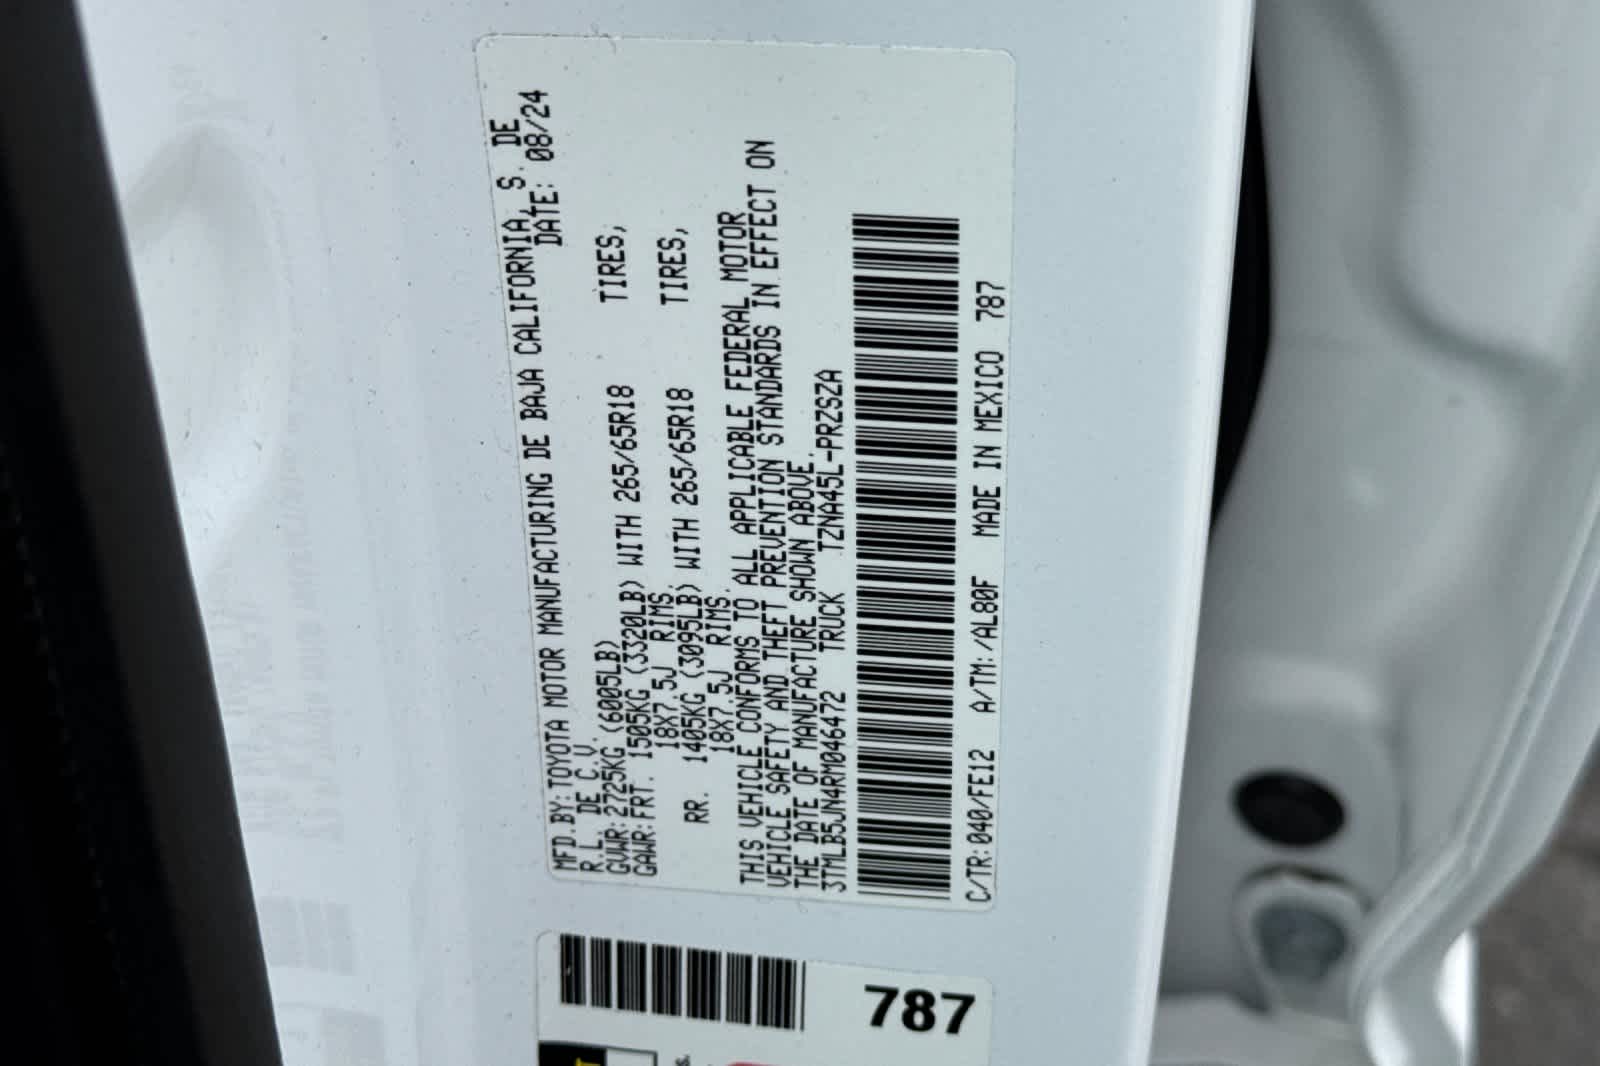 MFD.BY:TOYOTA MOTOR MANUFACTURING DE BAJA CALIFORNIA, S. DE
R.L. DE C.V. DATE: 08/24
GVWR:2725KG (6005LB)
GAWR:FRT. 1505KG (3320LB) WITH 265/65R18 TIRES,
18X7.5J RIMS.
RR. 1405KG (3095LB) WITH 265/65R18 TIRES,
18X7.5J RIMS.
THIS VEHICLE CONFORMS TO ALL APPLICABLE FEDERAL MOTOR
VEHICLE SAFETY AND THEFT PREVENTION STANDARDS IN EFFECT ON
THE DATE OF MANUFACTURE SHOWN ABOVE.
3TMLB5JN4RM046472 TRUCK TZNA45L-PRZSZA
C/TR:040/FE12 A/TM:/AL80F MADE IN MEXICO 787
787